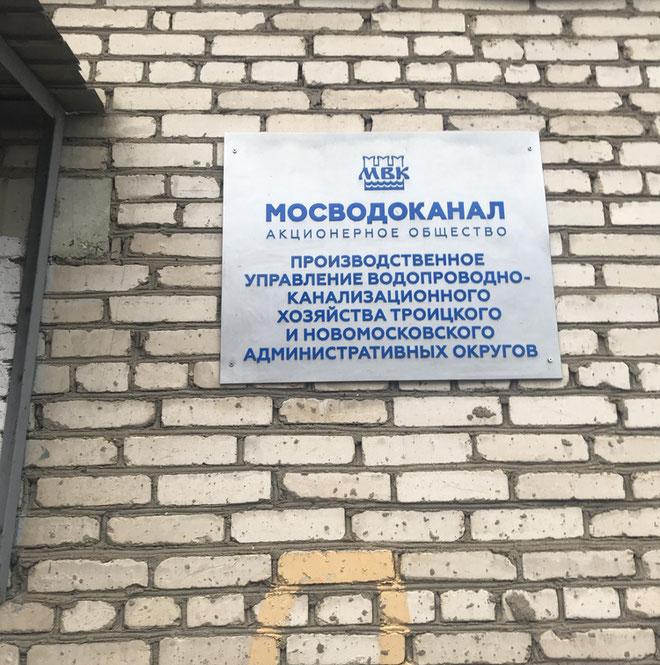 МВК
МОСВОДОКАНАЛ
АКЦИОНЕРНОЕ ОБЩЕСТВО
ПРОИЗВОДСТВЕННОЕ
УПРАВЛЕНИЕ ВОДОПРОВОДНО-
КАНАЛИЗАЦИОННОГО
ХОЗЯЙСТВА ТРОИЦКОГО
И НОВОМОСКОВСКОГО
АДМИНИСТРАТИВНЫХ ОКРУГОВ